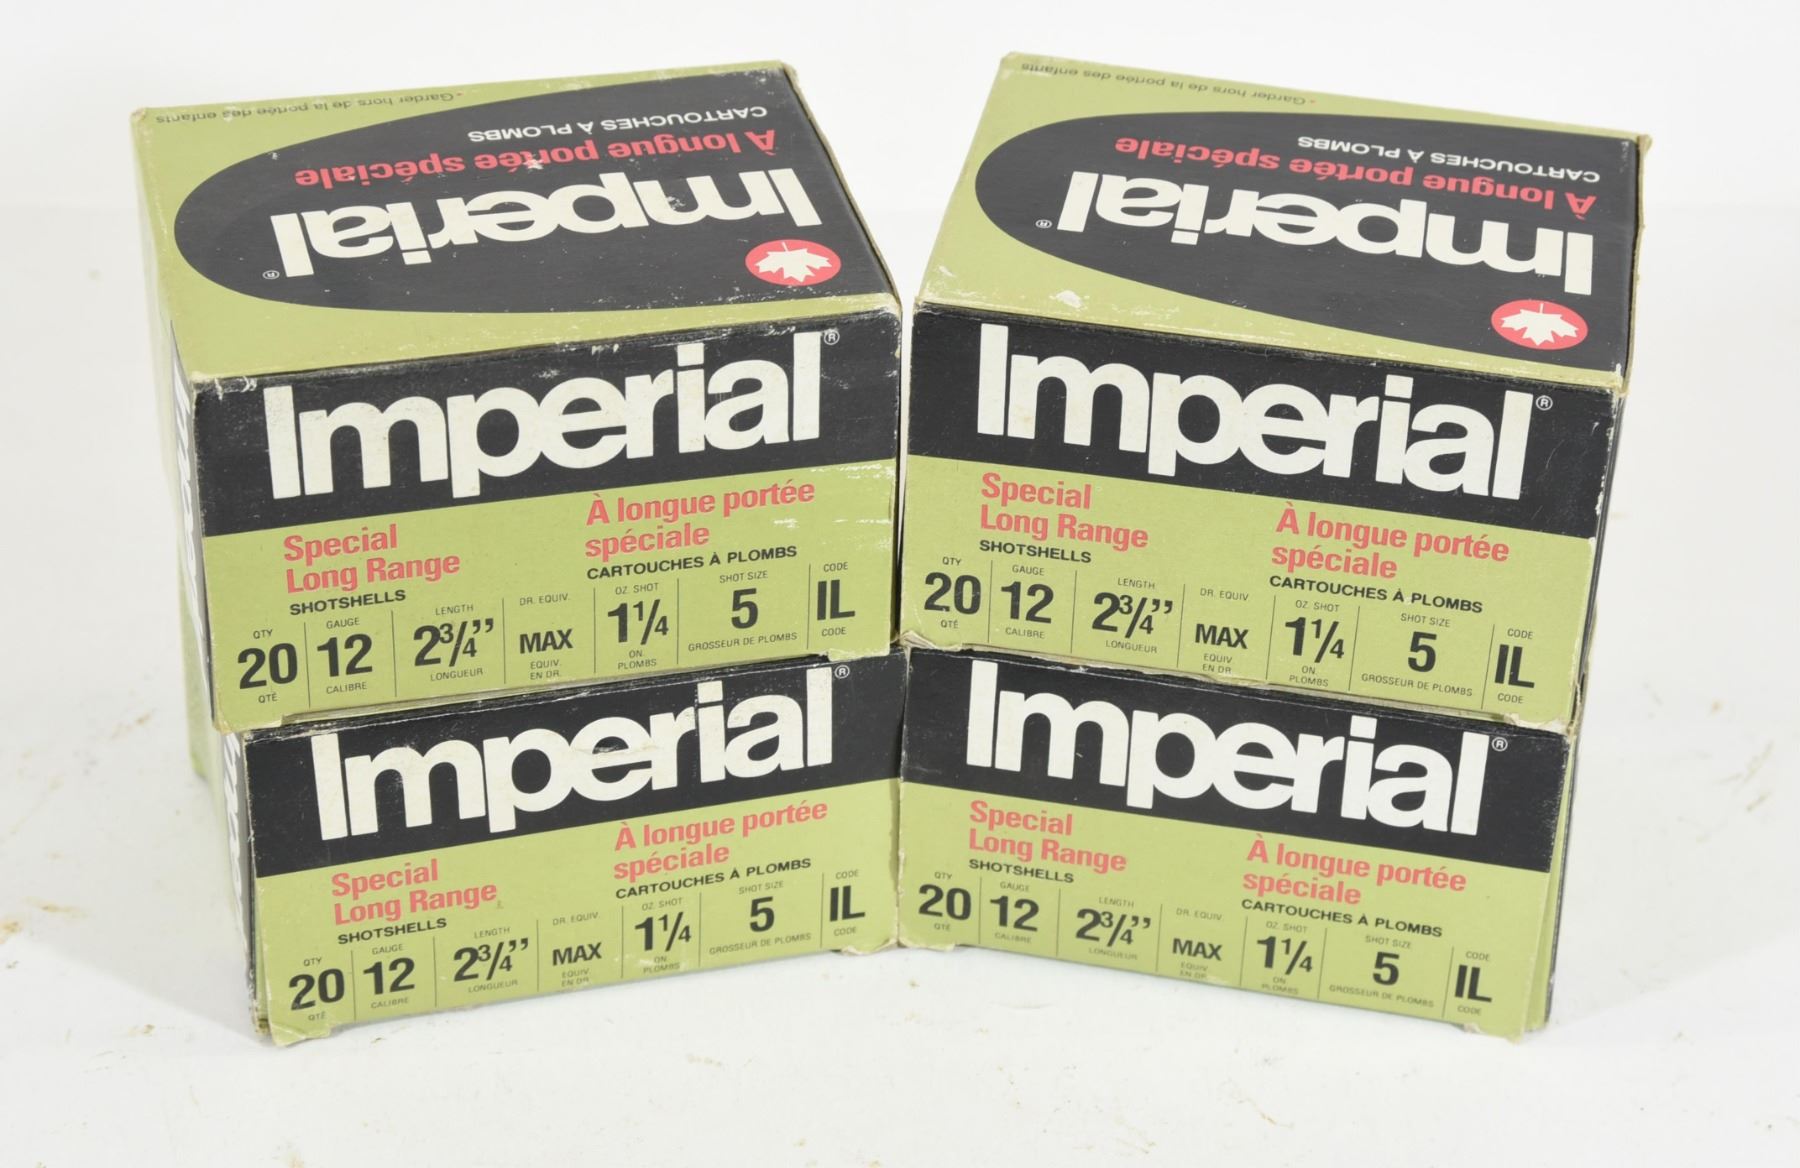 • Garder hors de la portée des enfants
CARTOUCHES À PLOMBS
À longue portée spéciale
Imperial®
Imperial®
Special
Long Range
SHOTSHELLS
À longue portée
spéciale
CARTOUCHES À PLOMBS
QTY GAUGE LENGTH DR. EQUIV. OZ. SHOT SHOT SIZE CODE
20 12 2¾” MAX 1¼ 5 IL
QTÉ CALIBRE LONGUEUR EQUIV. EN DR. ON. PLOMBS GROSSEUR DE PLOMBS CODE
• Garder hors de la portée des enfants
CARTOUCHES À PLOMBS
À longue portée spéciale
Imperial®
Imperial®
Special
Long Range
SHOTSHELLS
À longue portée
spéciale
CARTOUCHES À PLOMBS
QTY GAUGE LENGTH DR. EQUIV OZ. SHOT SHOT SIZE CODE
20 12 2¾” MAX 1¼ 5 IL
QTÉ CALIBRE LONGUEUR EQUIV EN DR. ON PLOMBS GROSSEUR DE PLOMBS CODE
Imperial®
Special
Long Range
SHOTSHELLS
À longue portée
spéciale
CARTOUCHES À PLOMBS
QTY GAUGE LENGTH DR. EQUIV. OZ. SHOT SHOT SIZE CODE
20 12 2¾” MAX 1¼ 5 IL
QTÉ CALIBRE LONGUEUR EQUIV EN DR ON PLOMBS GROSSEUR DE PLOMBS CODE
Imperial®
Special
Long Range
SHOTSHELLS
À longue portée
spéciale
CARTOUCHES À PLOMBS
QTY GAUGE LENGTH DR. EQUIV OZ. SHOT SHOT SIZE CODE
20 12 2¾” MAX 1¼ 5 IL
QTÉ CALIBRE LONGUEUR EQUIV EN DR ON PLOMBS GROSSEUR DE PLOMBS CODE